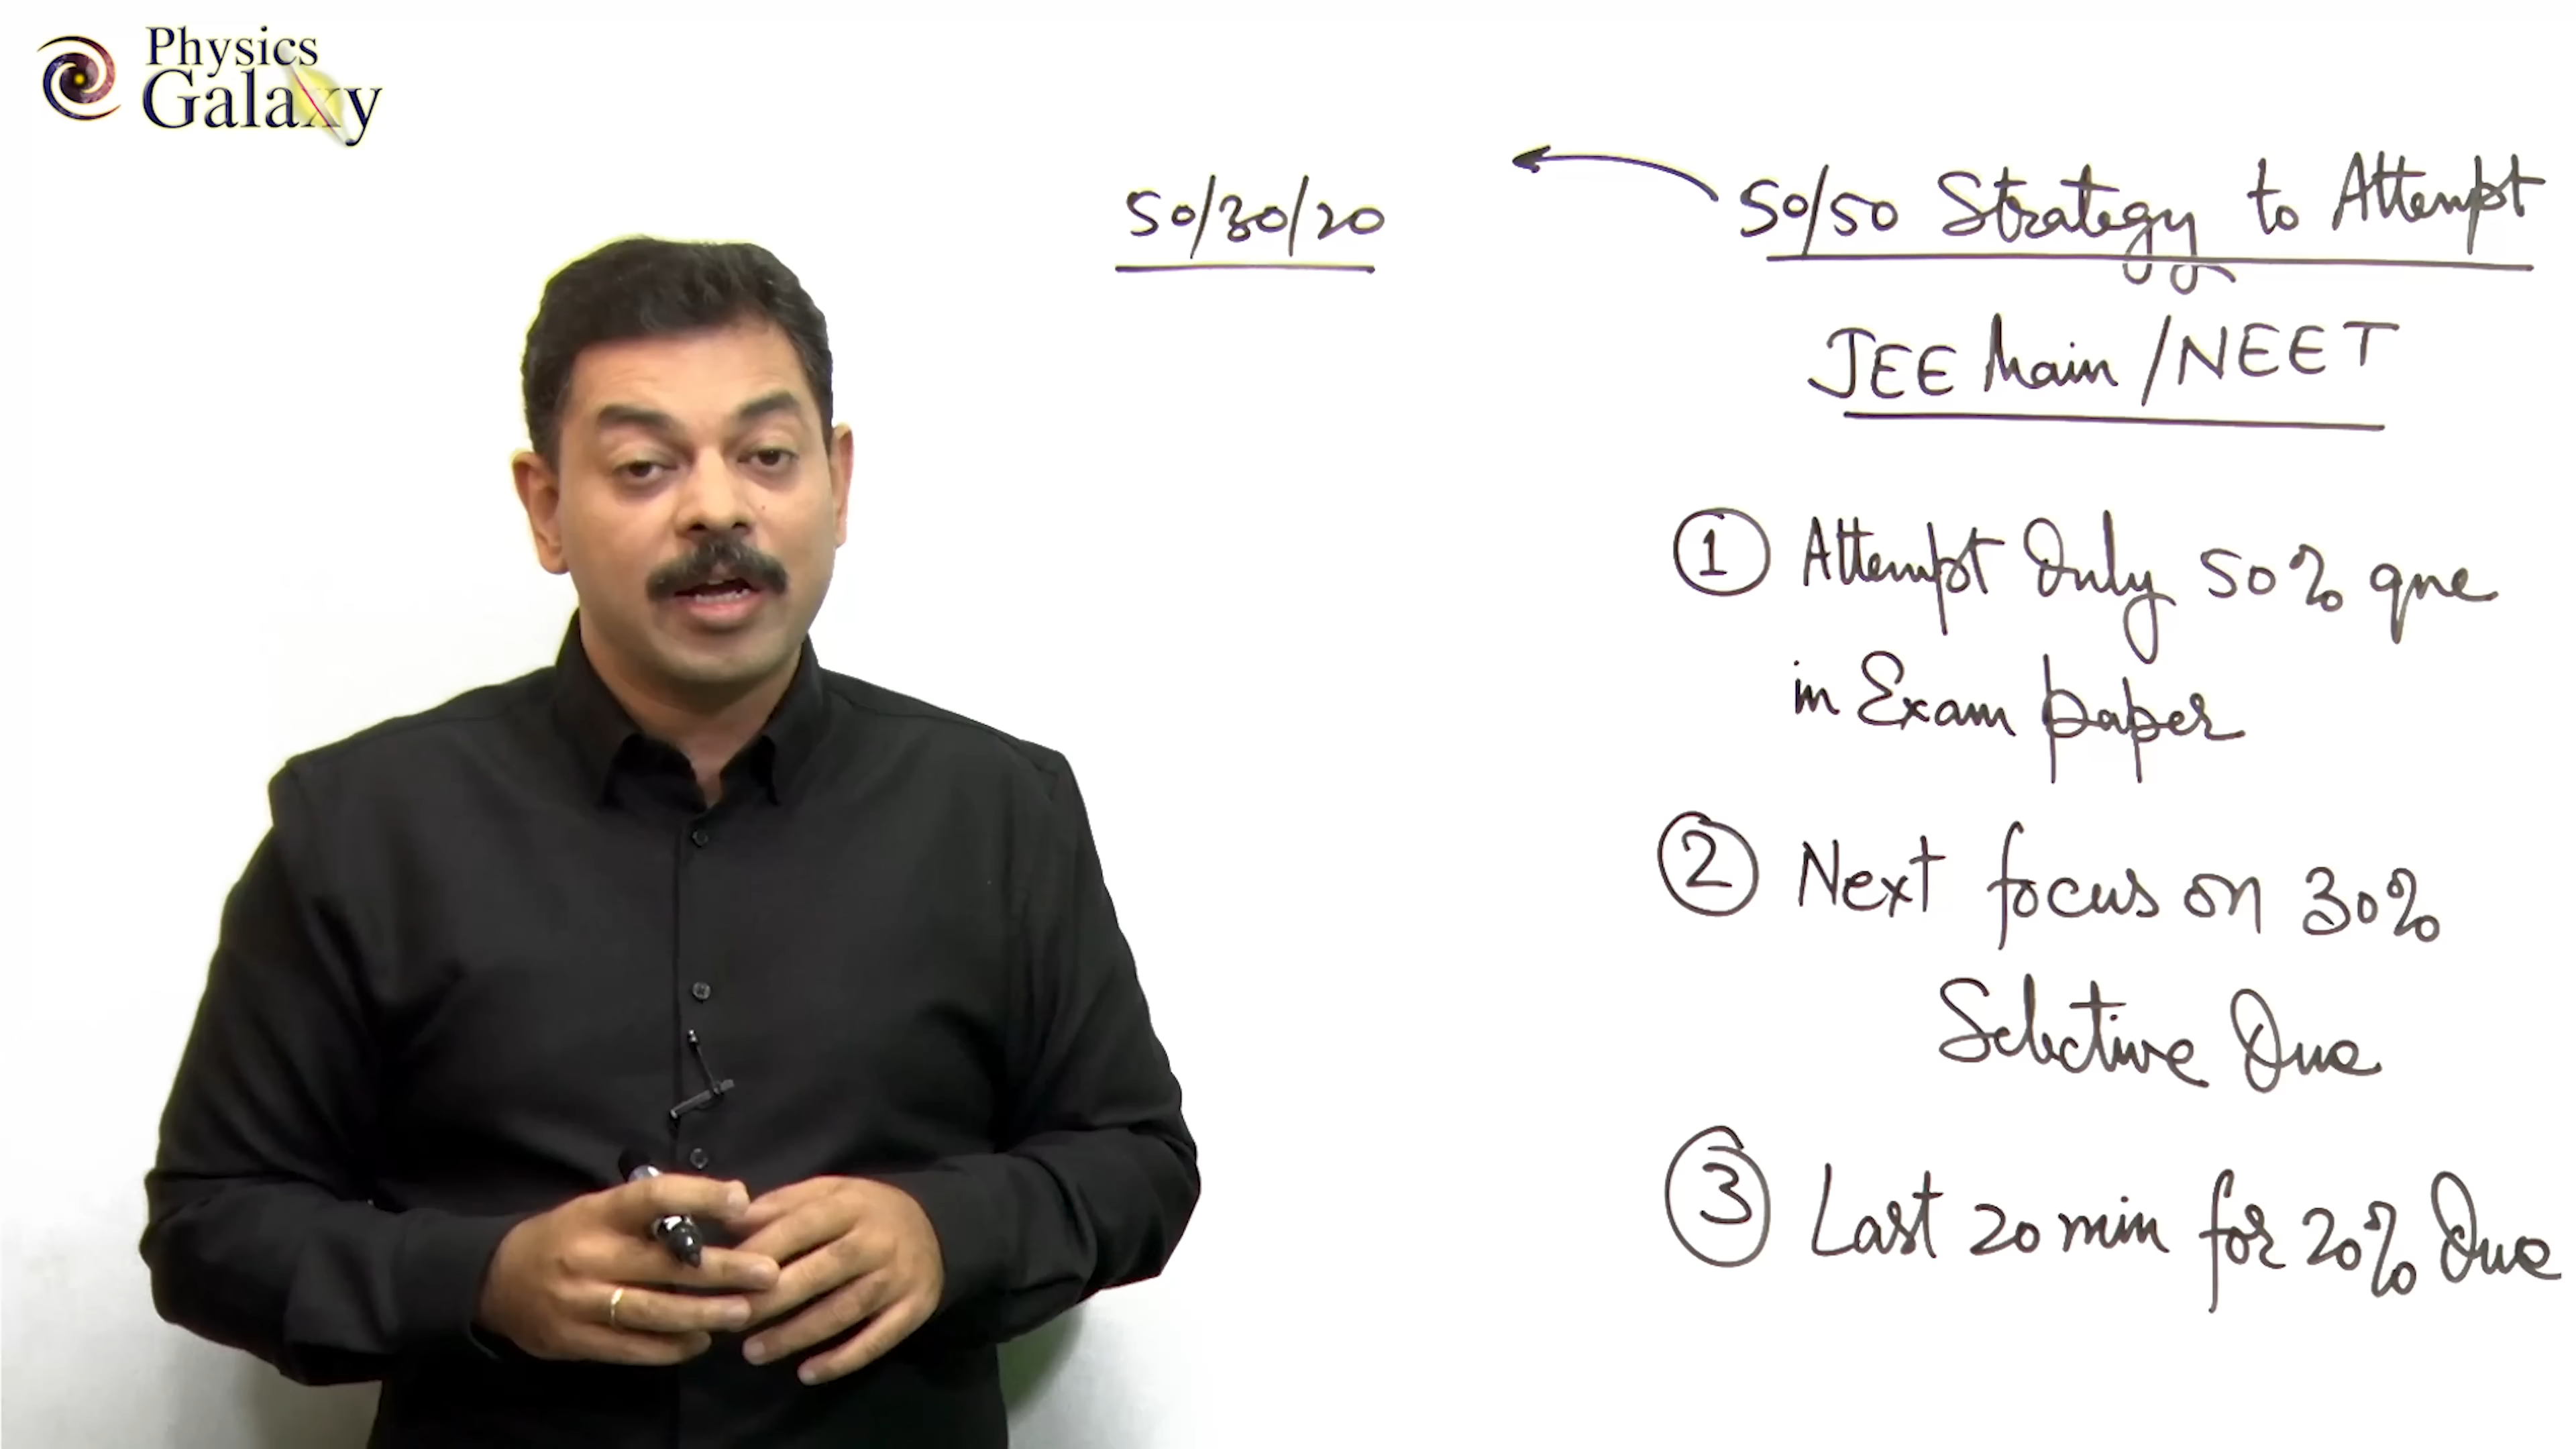 Physics
Galaxy
50/30/20
50/50 Strategy to Attempt
JEE Main/NEET
1 Attempt Only 50% que
in Exam paper
2 Next focus on 30%
Selective Que
3 Last 20 min for 20% Que